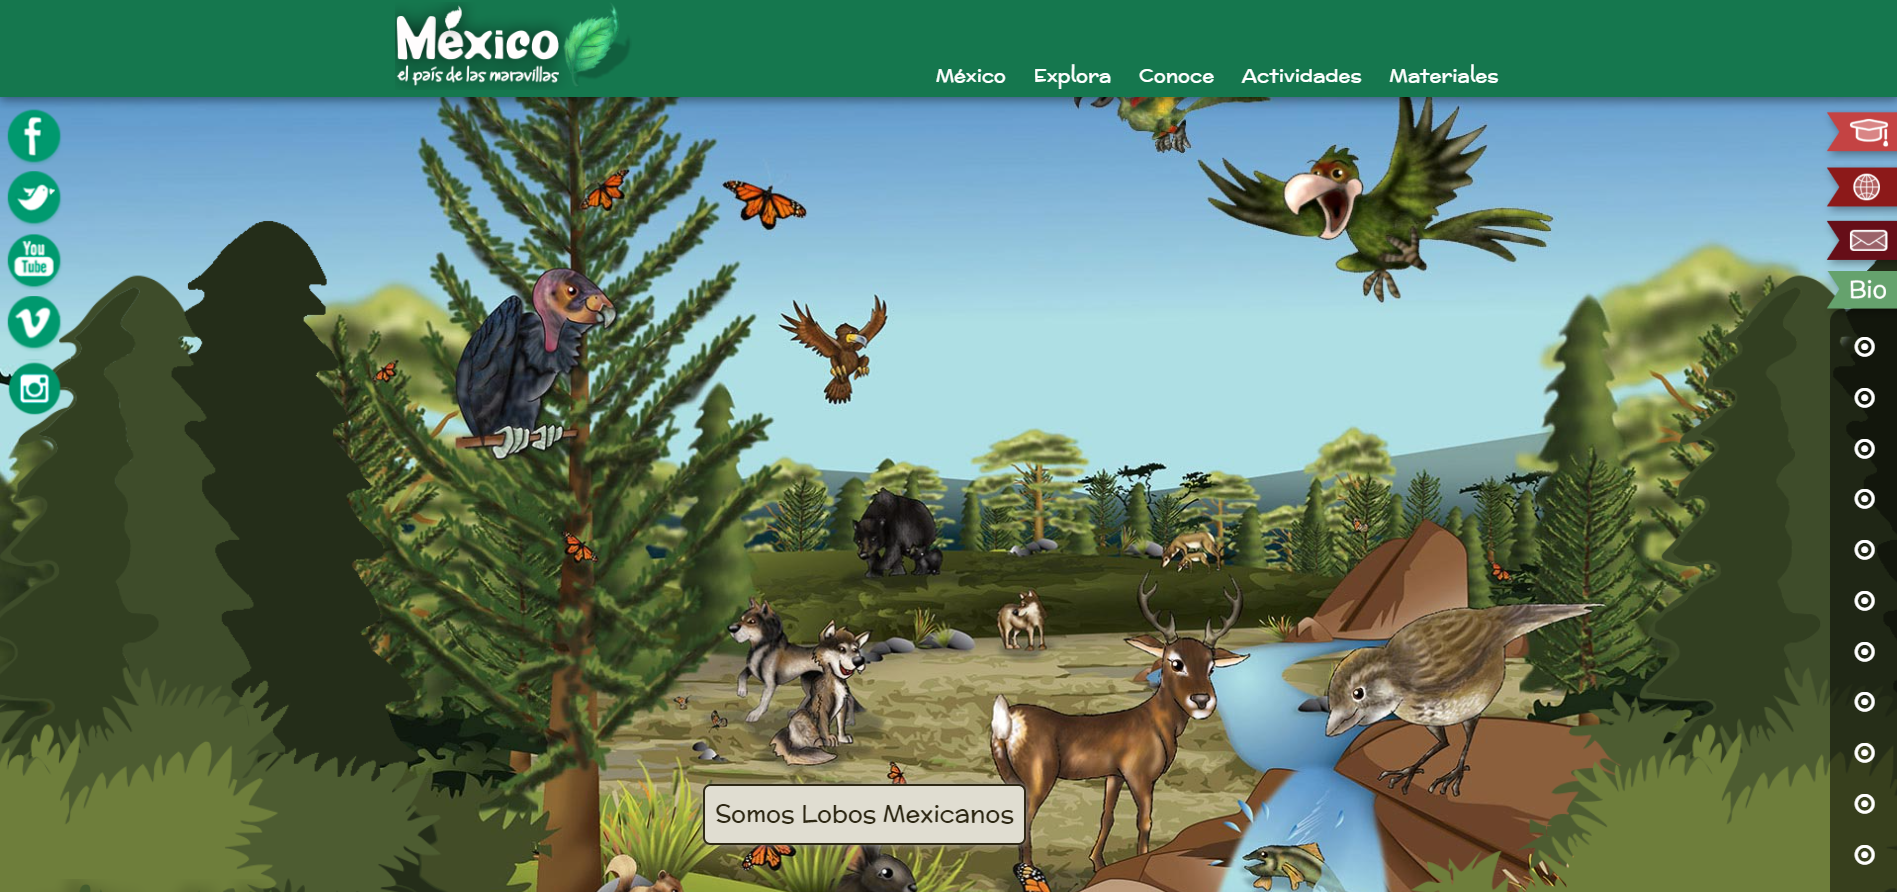 México
el país de las maravillas
México Explora Conoce Actividades Materiales
f
You
Tube
Bio
Somos Lobos Mexicanos